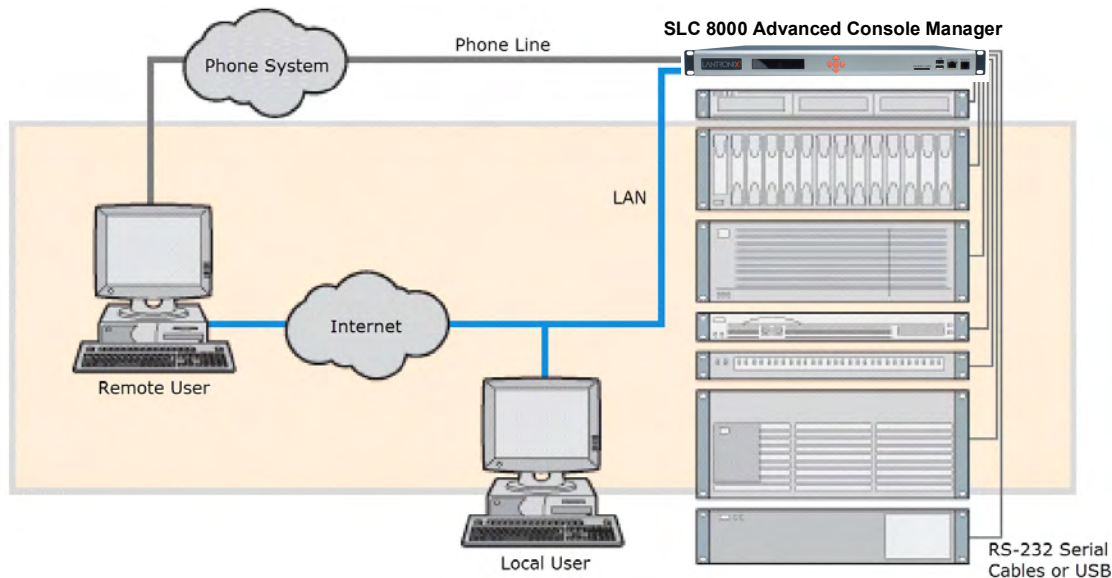 SLC 8000 Advanced Console Manager
Phone Line
Phone System
LANTRONIX
LAN
Internet
Remote User
Local User
RS-232 Serial
Cables or USB